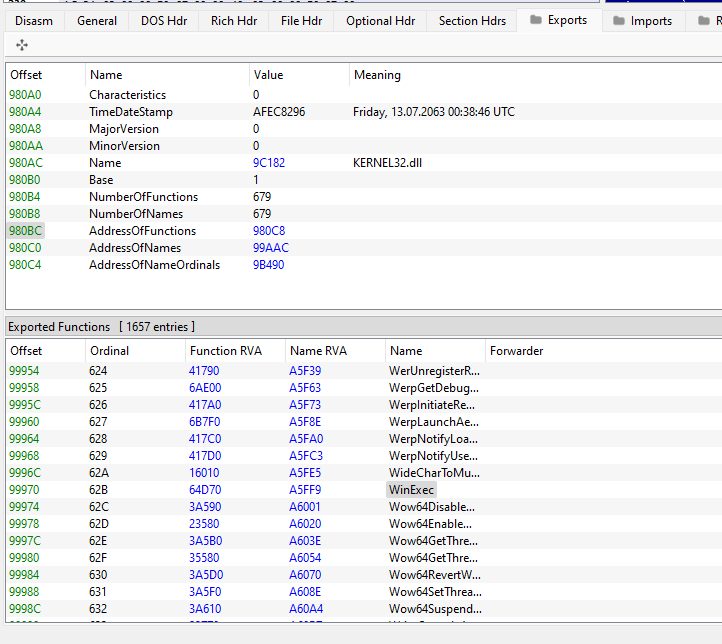 Disasm General DOS Hdr Rich Hdr File Hdr Optional Hdr Section Hdrs Exports Imports
Offset Name Value Meaning
980A0 Characteristics 0
980A4 TimeDateStamp AFEC8296 Friday, 13.07.2063 00:38:46 UTC
980A8 MajorVersion 0
980AA MinorVersion 0
980AC Name 9C182 KERNEL32.dll
980B0 Base 1
980B4 NumberOfFunctions 679
980B8 NumberOfNames 679
980BC AddressOfFunctions 980C8
980C0 AddressOfNames 99AAC
980C4 AddressOfNameOrdinals 9B490
Exported Functions [ 1657 entries ]
Offset Ordinal Function RVA Name RVA Name Forwarder
99954 624 41790 A5F39 WerUnregisterR...
99958 625 6AE00 A5F63 WerpGetDebug...
9995C 626 417A0 A5F73 WerpInitiateRe...
99960 627 6B7F0 A5F8E WerpLaunchAe...
99964 628 417C0 A5FA0 WerpNotifyLoa...
99968 629 417D0 A5FC3 WerpNotifyUse...
9996C 62A 16010 A5FE5 WideCharToMu...
99970 62B 64D70 A5FF9 WinExec
99974 62C 3A590 A6001 Wow64Disable...
99978 62D 23580 A6020 Wow64Enable...
9997C 62E 3A5B0 A603E Wow64GetThre...
99980 62F 35580 A6054 Wow64GetThre...
99984 630 3A5D0 A6070 Wow64RevertW...
99988 631 3A5F0 A608E Wow64SetThrea...
9998C 632 3A610 A60A4 Wow64Suspend...